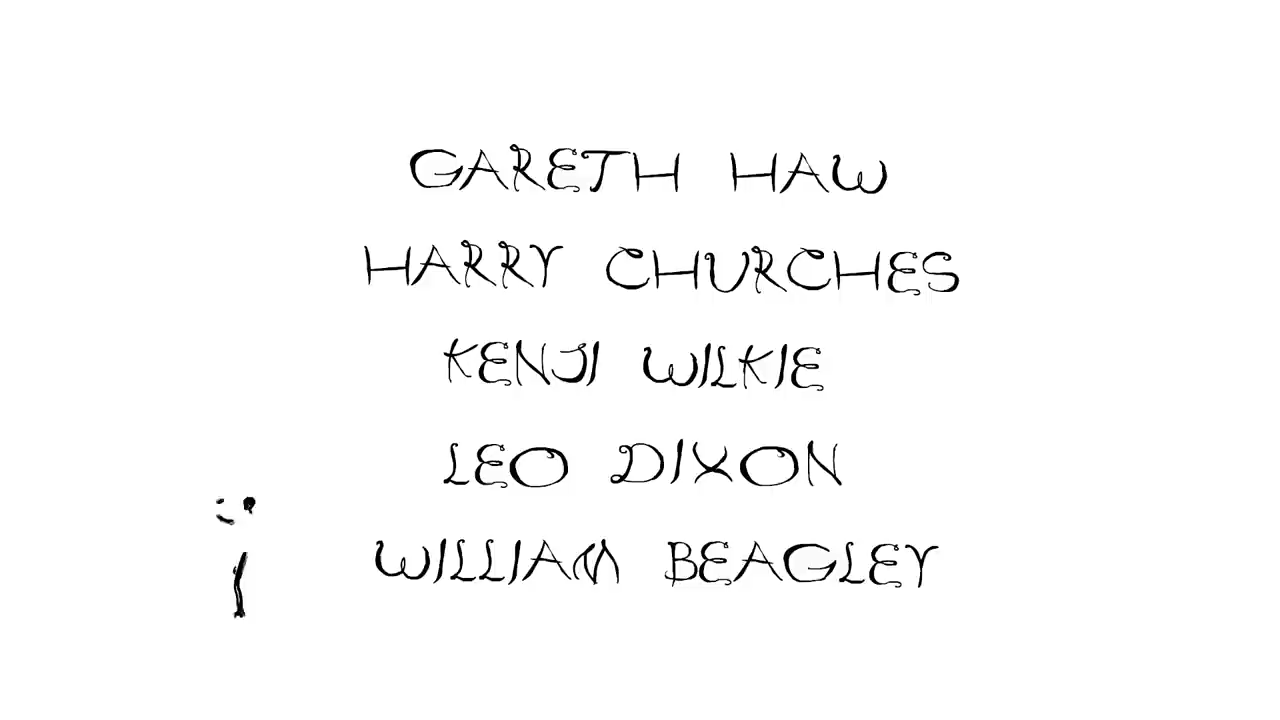 GARETH HAW
HARRY CHURCHES
KENJI WILKIE
LEO DIXON
WILLIAM BEAGLEY